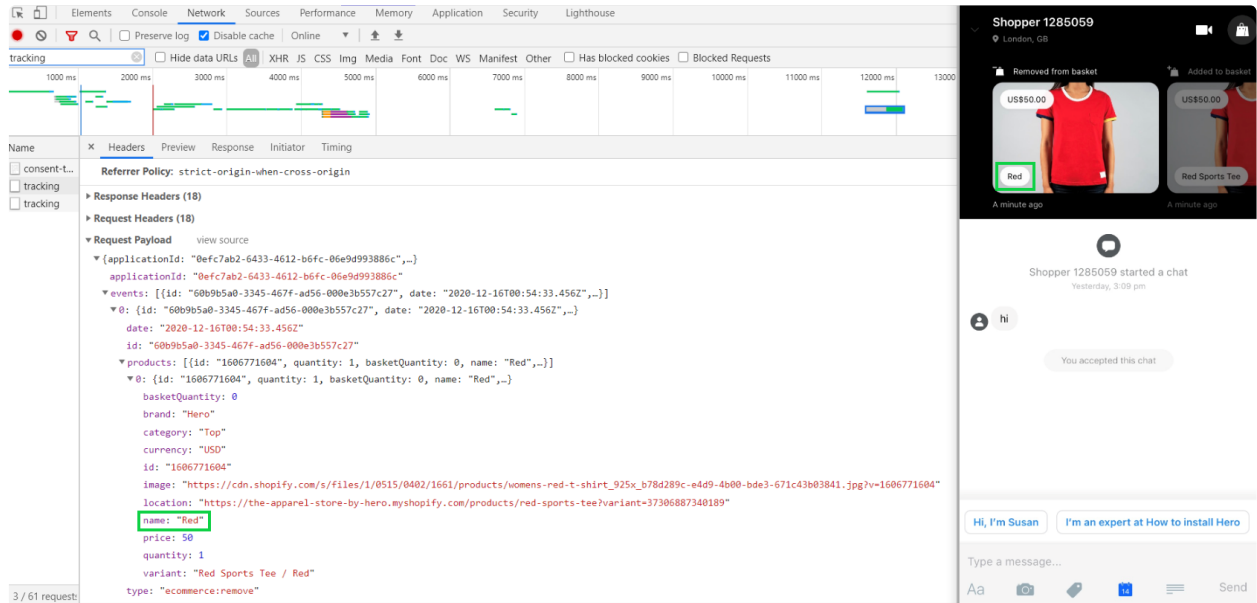 Elements Console Network Sources Performance Memory Application Security Lighthouse
Preserve log Disable cache Online
tracking Hide data URLs All XHR JS CSS Img Media Font Doc WS Manifest Other Has blocked cookies Blocked Requests
1000 ms 2000 ms 3000 ms 4000 ms 5000 ms 6000 ms 7000 ms 8000 ms 9000 ms 10000 ms 11000 ms 12000 ms 13000
Name
consent-t...
tracking
tracking
3 / 61 requests
× Headers Preview Response Initiator Timing
Referrer Policy: strict-origin-when-cross-origin
Response Headers (18)
Request Headers (18)
Request Payload view source
{applicationId: "0efc7ab2-6433-4612-b6fc-06e9d993886c",…}
applicationId: "0efc7ab2-6433-4612-b6fc-06e9d993886c"
events: [{id: "60b9b5a0-3345-467f-ad56-000e3b557c27", date: "2020-12-16T00:54:33.456Z",…}]
0: {id: "60b9b5a0-3345-467f-ad56-000e3b557c27", date: "2020-12-16T00:54:33.456Z",…}
date: "2020-12-16T00:54:33.456Z"
id: "60b9b5a0-3345-467f-ad56-000e3b557c27"
products: [{id: "1606771604", quantity: 1, basketQuantity: 0, name: "Red",…}]
0: {id: "1606771604", quantity: 1, basketQuantity: 0, name: "Red",…}
basketQuantity: 0
brand: "Hero"
category: "Top"
currency: "USD"
id: "1606771604"
image: "https://cdn.shopify.com/s/files/1/0515/0402/1661/products/womens-red-t-shirt_925x_b78d289c-e4d9-4b00-bde3-671c43b03841.jpg?v=1606771604"
location: "https://the-apparel-store-by-hero.myshopify.com/products/red-sports-tee?variant=37306887340189"
name: "Red"
price: 50
quantity: 1
variant: "Red Sports Tee / Red"
type: "ecommerce:remove"
Shopper 1285059
London, GB
Removed from basket
US$50.00
Red
A minute ago
Added to basket
US$50.00
Red Sports Tee
A minute ago
Shopper 1285059 started a chat
Yesterday, 3:09 pm
hi
You accepted this chat
Hi, I'm Susan
I'm an expert at How to install Hero
Type a message...
Aa 14 Send